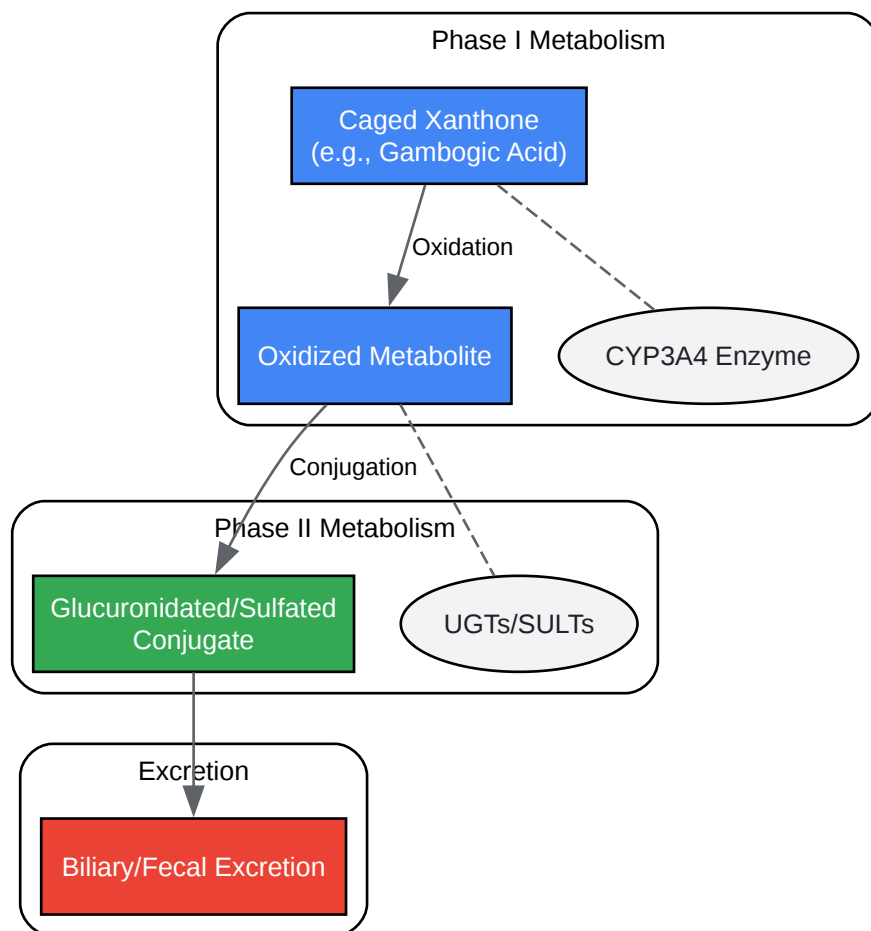 Phase I Metabolism
Caged Xanthone
(e.g., Gambogic Acid)
Oxidation
Oxidized Metabolite
CYP3A4 Enzyme
Conjugation
Phase II Metabolism
Glucuronidated/Sulfated
Conjugate
UGTs/SULTs
Excretion
Biliary/Fecal Excretion